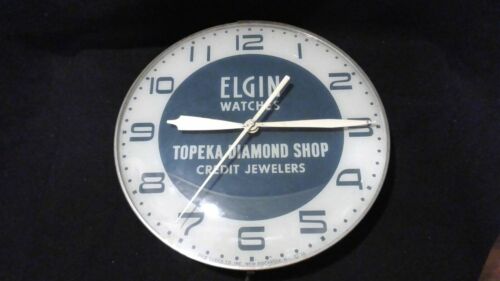 12
11 1
10 2
ELGIN
WATCHES
9 3
TOPEKA DIAMOND SHOP
CREDIT JEWELERS
8 4
7 5
6